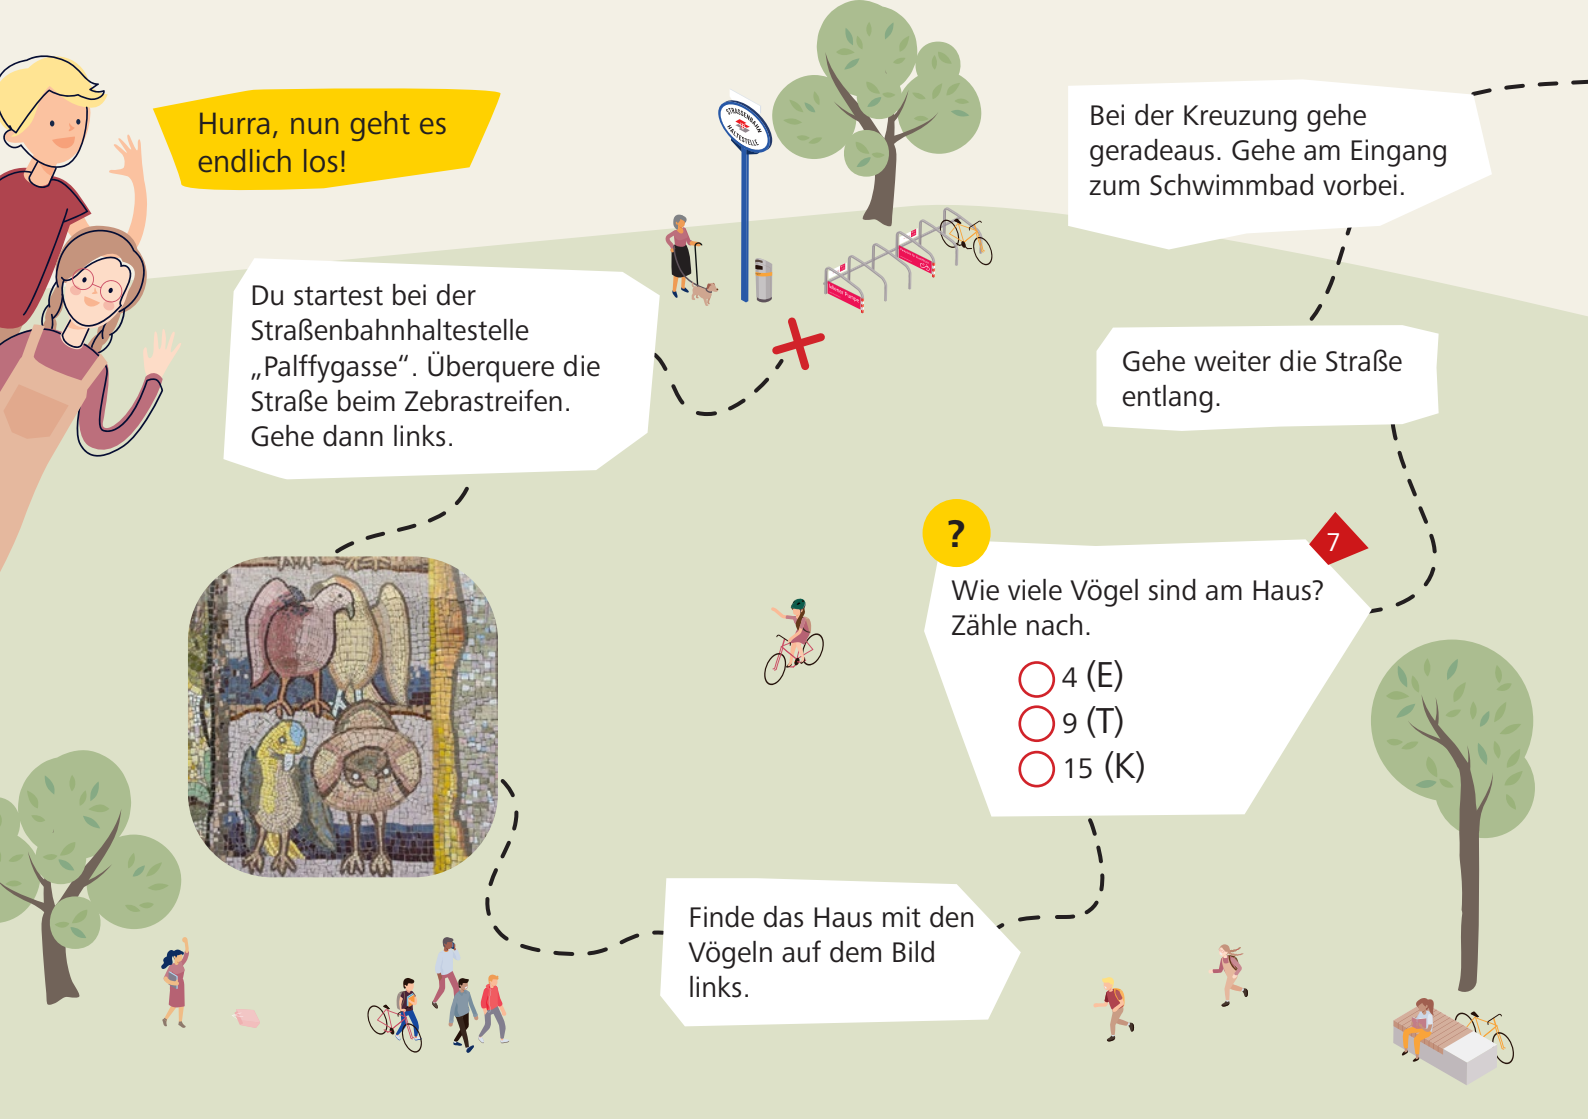 Hurra, nun geht es
endlich los!
STRASSENBAHN
HALTESTELLE
Du startest bei der
Straßenbahnhaltestelle
„Palffygasse“. Überquere die
Straße beim Zebrastreifen.
Gehe dann links.
Finde das Haus mit den
Vögeln auf dem Bild
links.
?
7
Wie viele Vögel sind am Haus?
Zähle nach.
4 (E)
9 (T)
15 (K)
Gehe weiter die Straße
entlang.
Bei der Kreuzung gehe
geradeaus. Gehe am Eingang
zum Schwimmbad vorbei.